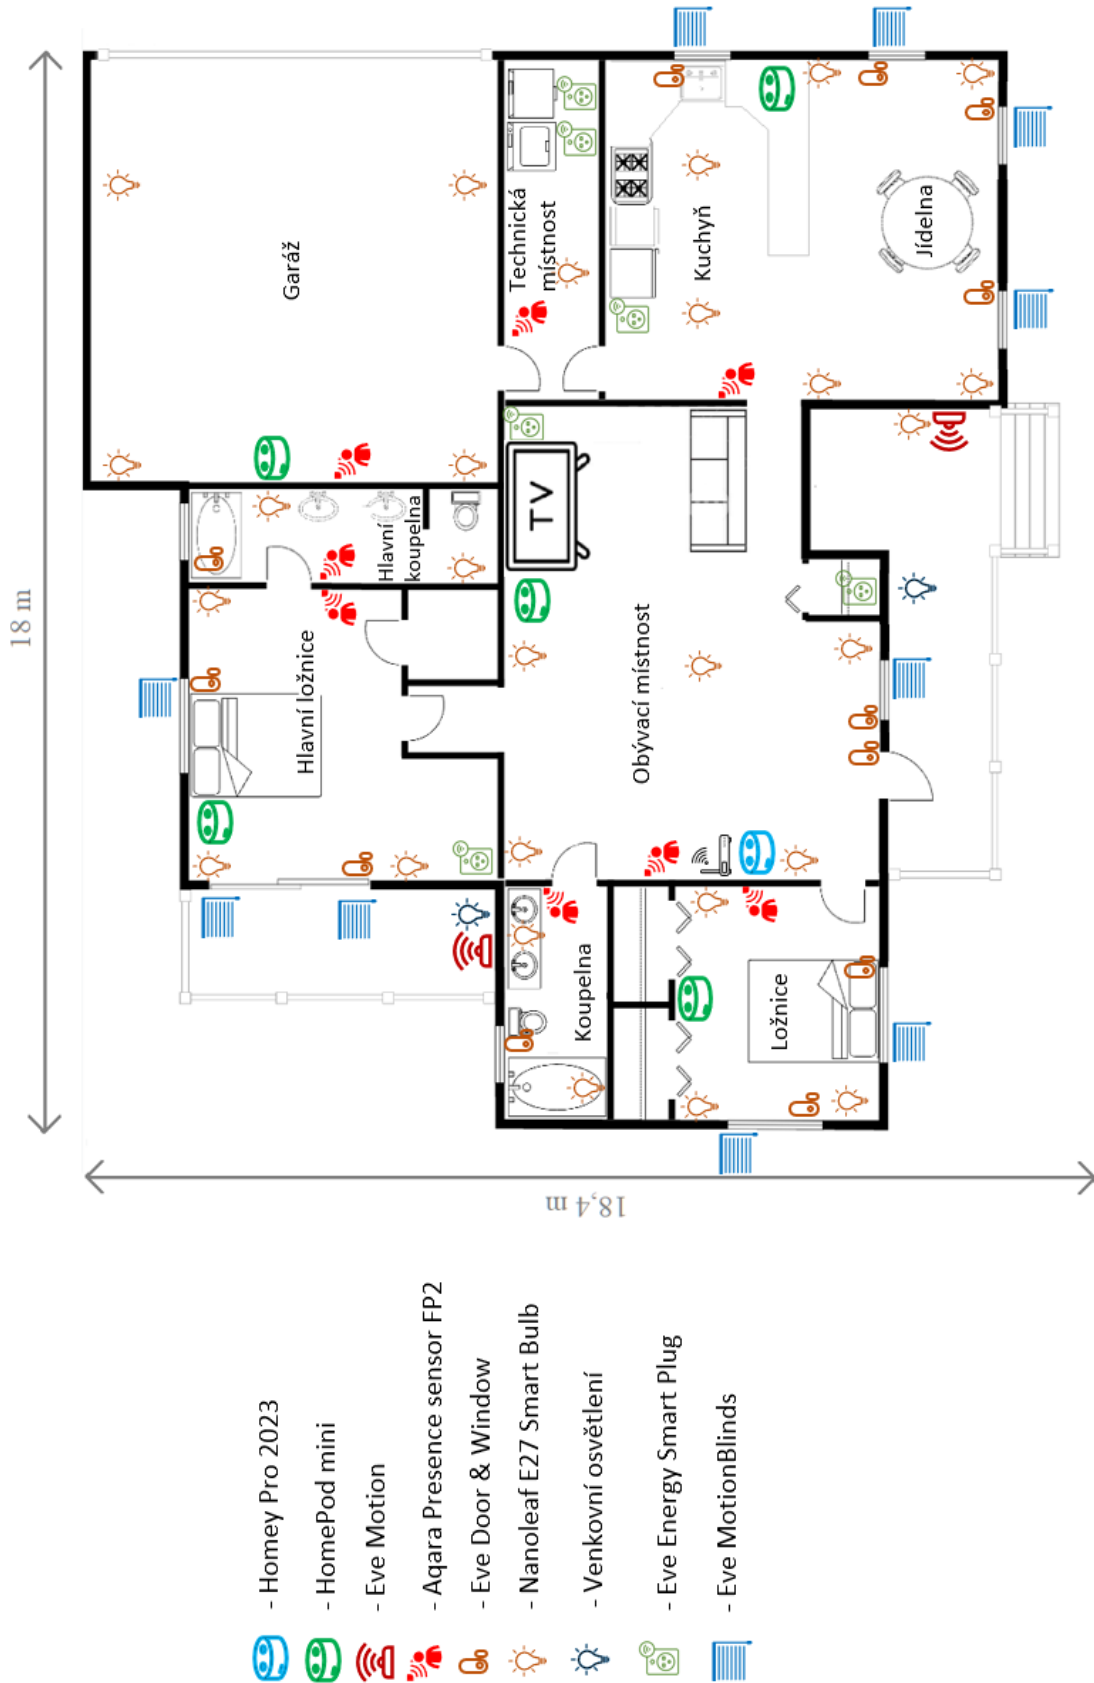 18 m
18,4 m
Garáž
Technická
místnost
Kuchyň
Jídelna
Hlavní
koupelna
Hlavní ložnice
TV
Obývací místnost
Koupelna
Ložnice
- Homey Pro 2023
- HomePod mini
- Eve Motion
- Aqara Presence sensor FP2
- Eve Door & Window
- Nanoleaf E27 Smart Bulb
- Venkovní osvětlení
- Eve Energy Smart Plug
- Eve MotionBlinds